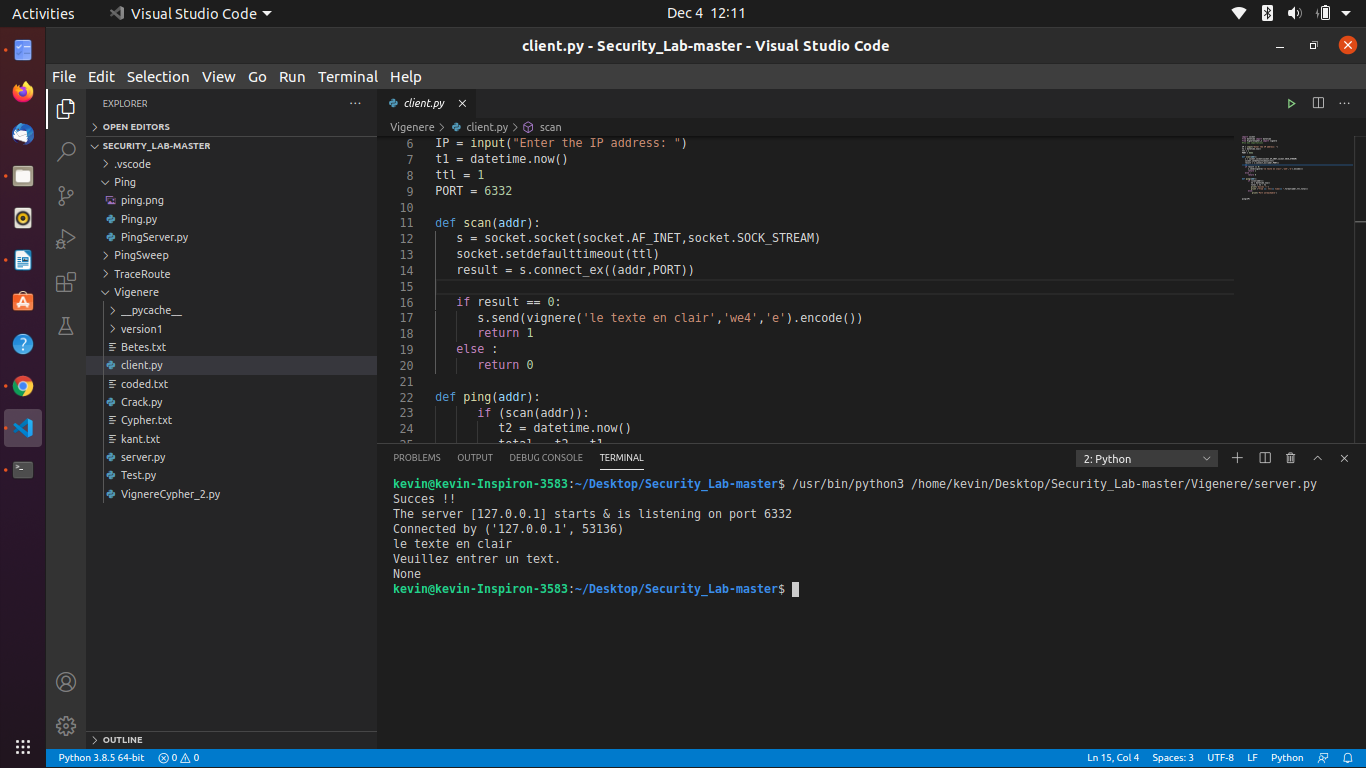 Activities Visual Studio Code Dec 4 12:11
client.py - Security_Lab-master - Visual Studio Code
File Edit Selection View Go Run Terminal Help
EXPLORER
OPEN EDITORS
SECURITY_LAB-MASTER
.vscode
Ping
ping.png
Ping.py
PingServer.py
PingSweep
TraceRoute
Vigenere
__pycache__
version1
Betes.txt
client.py
coded.txt
Crack.py
Cypher.txt
kant.txt
server.py
Test.py
VignereCypher_2.py
OUTLINE
client.py
Vigenere > client.py > scan
6 IP = input("Enter the IP address: ")
7 t1 = datetime.now()
8 ttl = 1
9 PORT = 6332
10
11 def scan(addr):
12 s = socket.socket(socket.AF_INET,socket.SOCK_STREAM)
13 socket.setdefaulttimeout(ttl)
14 result = s.connect_ex((addr,PORT))
15
16 if result == 0:
17 s.send(vignere('le texte en clair','we4','e').encode())
18 return 1
19 else :
20 return 0
21
22 def ping(addr):
23 if (scan(addr)):
24 t2 = datetime.now()
PROBLEMS OUTPUT DEBUG CONSOLE TERMINAL 2: Python
kevin@kevin-Inspiron-3583:~/Desktop/Security_Lab-master$ /usr/bin/python3 /home/kevin/Desktop/Security_Lab-master/Vigenere/server.py
Succes !!
The server [127.0.0.1] starts & is listening on port 6332
Connected by ('127.0.0.1', 53136)
le texte en clair
Veuillez entrer un text.
None
kevin@kevin-Inspiron-3583:~/Desktop/Security_Lab-master$
Python 3.8.5 64-bit 0 0 Ln 15, Col 4 Spaces: 3 UTF-8 LF Python